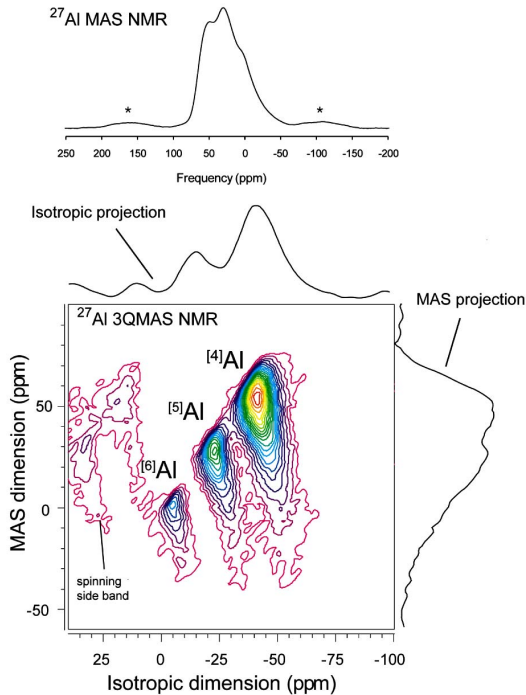 27Al MAS NMR
*
*
250 200 150 100 50 0 -50 -100 -150 -200
Frequency (ppm)
Isotropic projection
MAS projection
27Al 3QMAS NMR
[4]Al
[5]Al
[6]Al
spinning
side band
MAS dimension (ppm)
50
0
-50
25 0 -25 -50 -75 -100
Isotropic dimension (ppm)